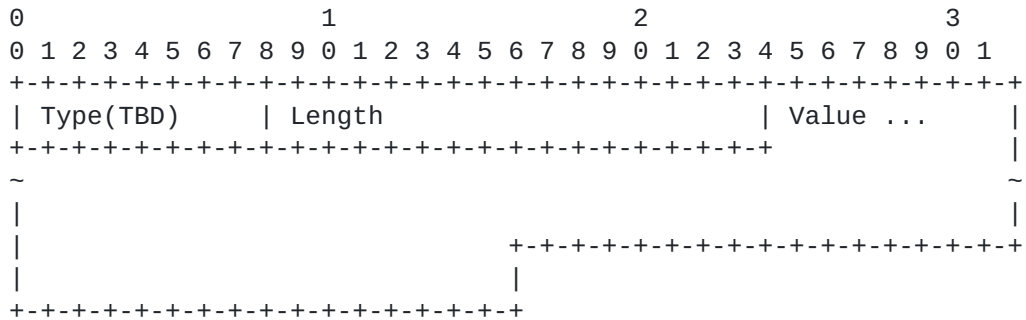 0                   1                   2                   3
0 1 2 3 4 5 6 7 8 9 0 1 2 3 4 5 6 7 8 9 0 1 2 3 4 5 6 7 8 9 0 1
+-+-+-+-+-+-+-+-+-+-+-+-+-+-+-+-+-+-+-+-+-+-+-+-+-+-+-+-+-+-+-+-+
| Type(TBD)     | Length                        | Value ...     |
+-+-+-+-+-+-+-+-+-+-+-+-+-+-+-+-+-+-+-+-+-+-+-+-+               |
~                                                               ~
|                                                               |
|                               +-+-+-+-+-+-+-+-+-+-+-+-+-+-+-+-+
|                               |
+-+-+-+-+-+-+-+-+-+-+-+-+-+-+-+-+